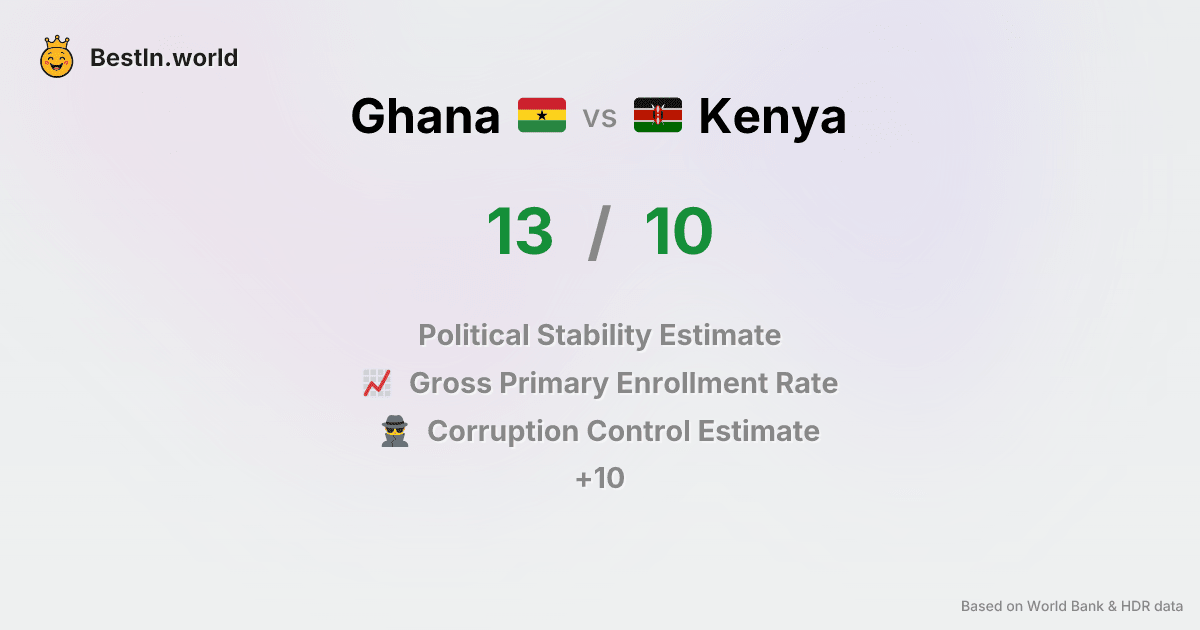 BestIn.world
Ghana vs Kenya
13 / 10
Political Stability Estimate
Gross Primary Enrollment Rate
Corruption Control Estimate
+10
Based on World Bank & HDR data